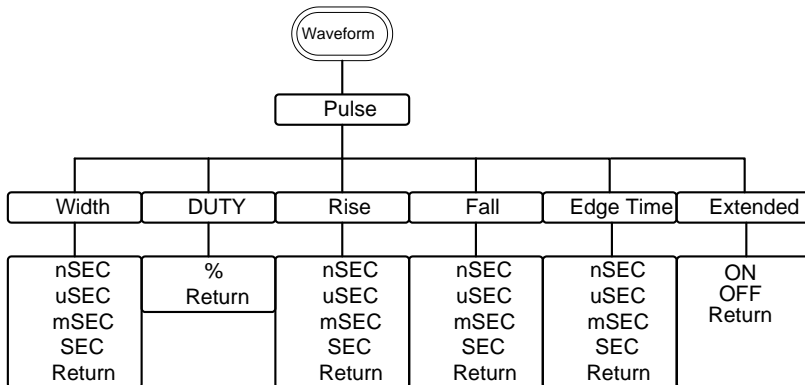 Waveform
Pulse
Width
DUTY
Rise
Fall
Edge Time
Extended
nSEC
uSEC
mSEC
SEC
Return
%
Return
nSEC
uSEC
mSEC
SEC
Return
nSEC
uSEC
mSEC
SEC
Return
nSEC
uSEC
mSEC
SEC
Return
ON
OFF
Return